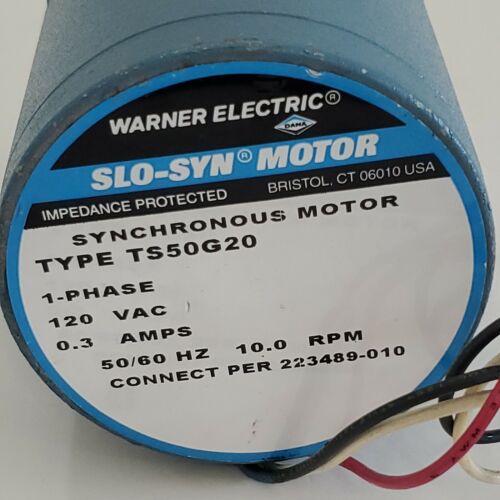 WARNER ELECTRIC®
DANA
SLO-SYN® MOTOR
IMPEDANCE PROTECTED BRISTOL, CT 06010 USA
SYNCHRONOUS MOTOR
TYPE TS50G20
1-PHASE
120 VAC
0.3 AMPS
50/60 HZ 10.0 RPM
CONNECT PER 223489-010